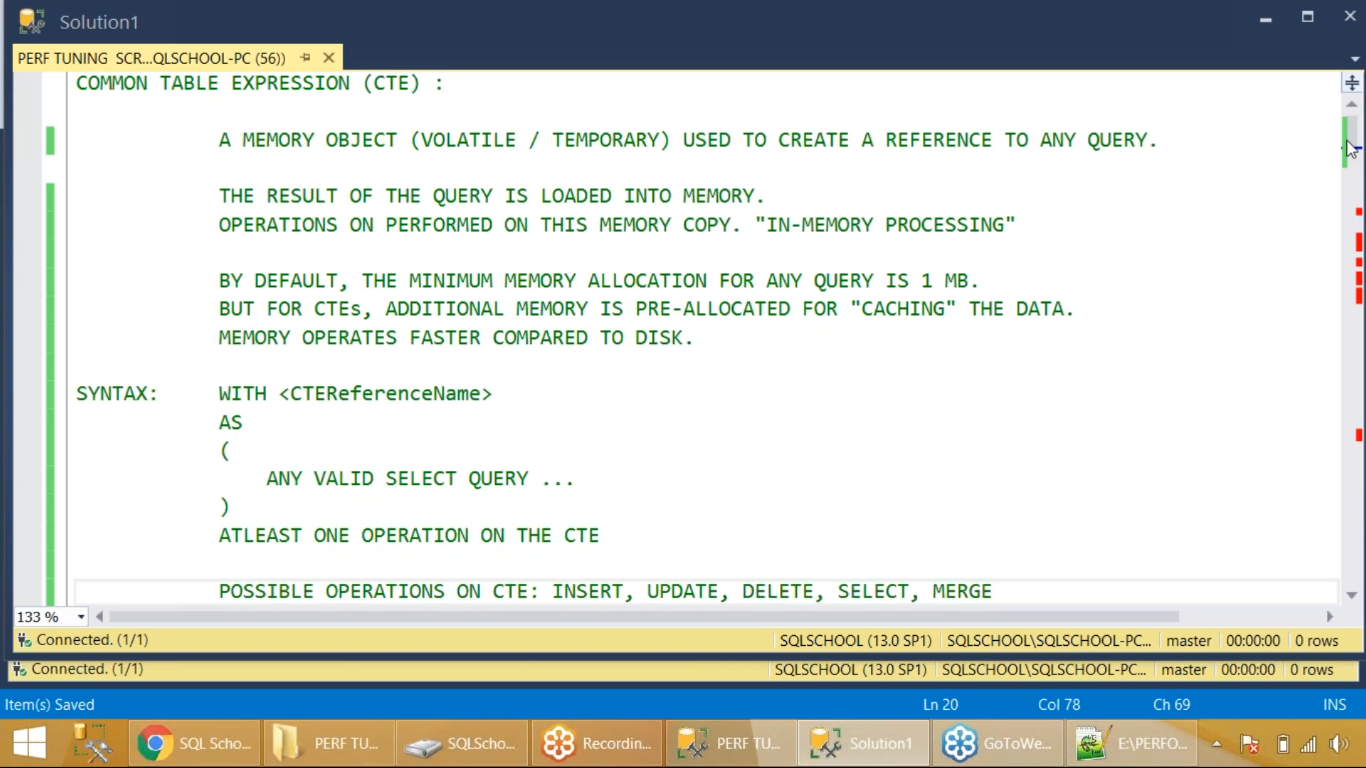 Solution1
PERF TUNING SCR...QLSCHOOL-PC (56))
COMMON TABLE EXPRESSION (CTE) :
A MEMORY OBJECT (VOLATILE / TEMPORARY) USED TO CREATE A REFERENCE TO ANY QUERY.
THE RESULT OF THE QUERY IS LOADED INTO MEMORY.
OPERATIONS ON PERFORMED ON THIS MEMORY COPY. "IN-MEMORY PROCESSING"
BY DEFAULT, THE MINIMUM MEMORY ALLOCATION FOR ANY QUERY IS 1 MB.
BUT FOR CTEs, ADDITIONAL MEMORY IS PRE-ALLOCATED FOR "CACHING" THE DATA.
MEMORY OPERATES FASTER COMPARED TO DISK.
SYNTAX: WITH <CTEReferenceName>
AS
(
ANY VALID SELECT QUERY ...
)
ATLEAST ONE OPERATION ON THE CTE
POSSIBLE OPERATIONS ON CTE: INSERT, UPDATE, DELETE, SELECT, MERGE
133 %
Connected. (1/1) SQLSCHOOL (13.0 SP1) SQLSCHOOL\SQLSCHOOL-PC... master 00:00:00 0 rows
Connected. (1/1) SQLSCHOOL (13.0 SP1) SQLSCHOOL\SQLSCHOOL-PC... master 00:00:00 0 rows
Item(s) Saved Ln 20 Col 78 Ch 69 INS
SQL Scho... PERF TU... SQLScho... Recordin... PERF TU... Solution1 GoToWe... E:\PERFO...